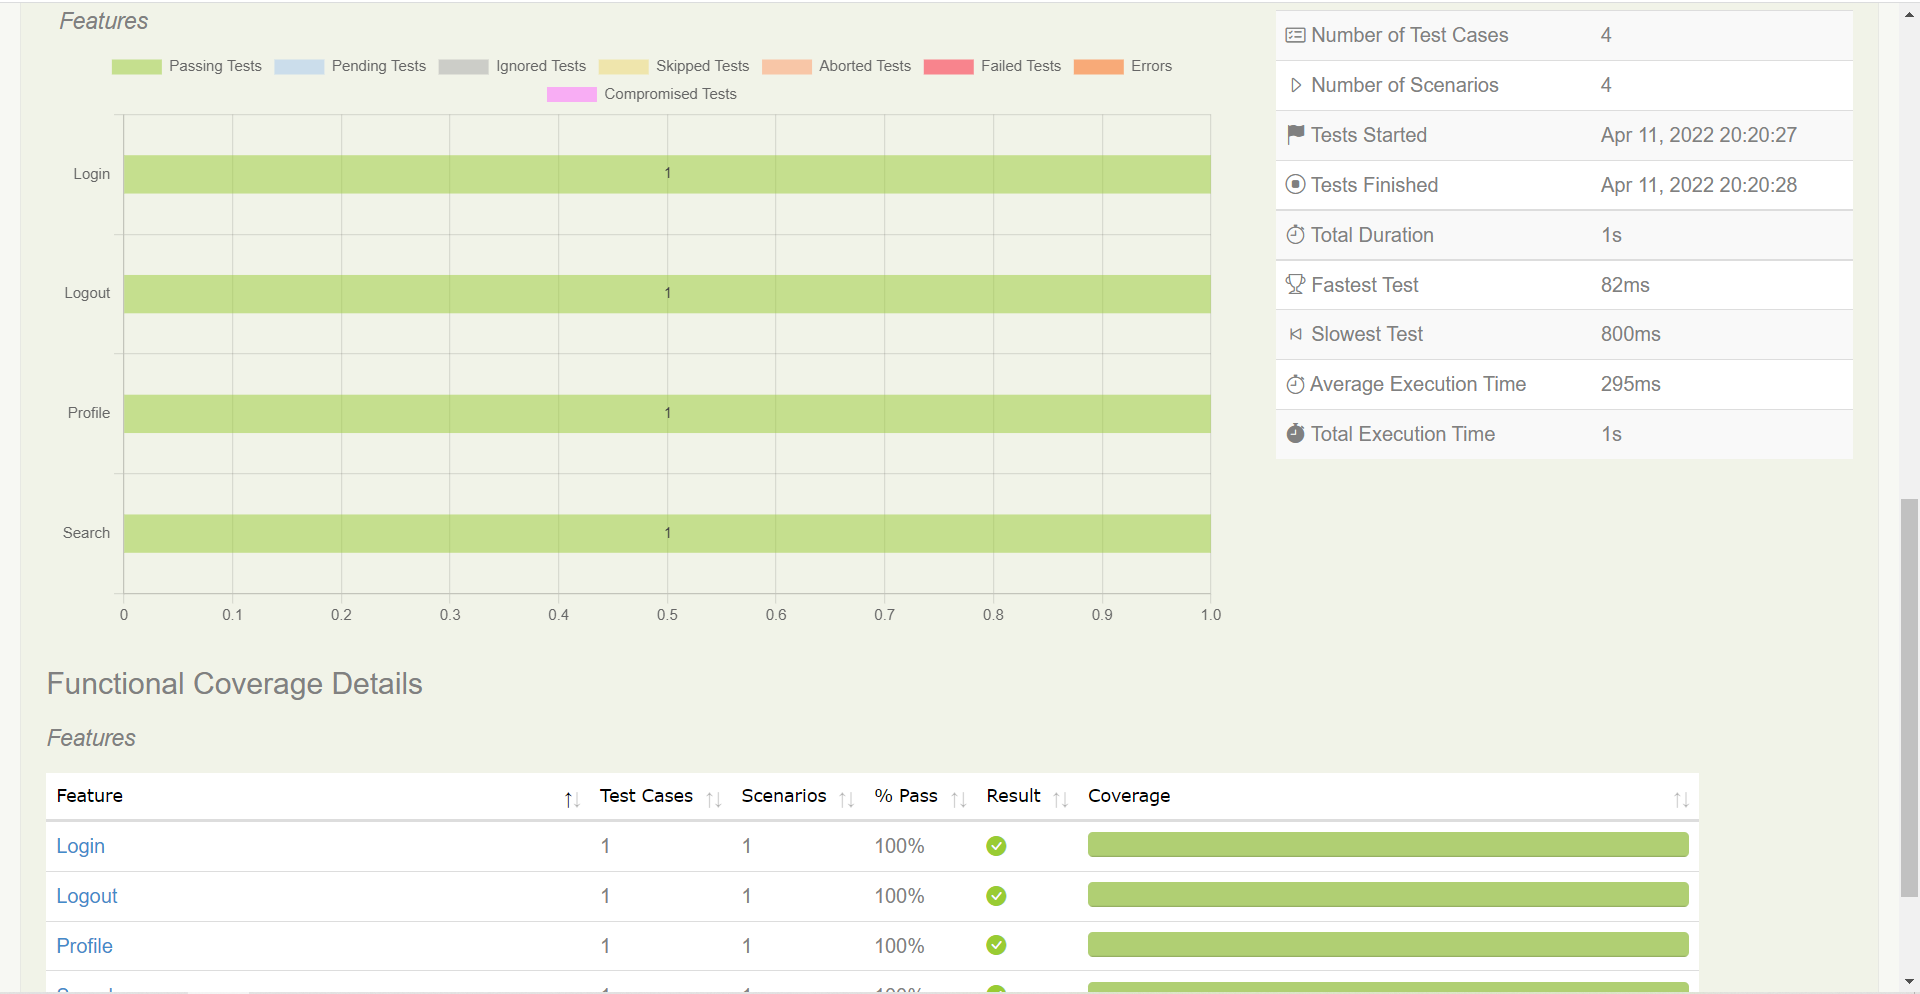 Features
Passing Tests Pending Tests Ignored Tests Skipped Tests Aborted Tests Failed Tests Errors
Compromised Tests
Login 1
Logout 1
Profile 1
Search 1
0 0.1 0.2 0.3 0.4 0.5 0.6 0.7 0.8 0.9 1.0
Number of Test Cases 4
Number of Scenarios 4
Tests Started Apr 11, 2022 20:20:27
Tests Finished Apr 11, 2022 20:20:28
Total Duration 1s
Fastest Test 82ms
Slowest Test 800ms
Average Execution Time 295ms
Total Execution Time 1s
Functional Coverage Details
Features
Feature Test Cases Scenarios % Pass Result Coverage
Login 1 1 100%
Logout 1 1 100%
Profile 1 1 100%